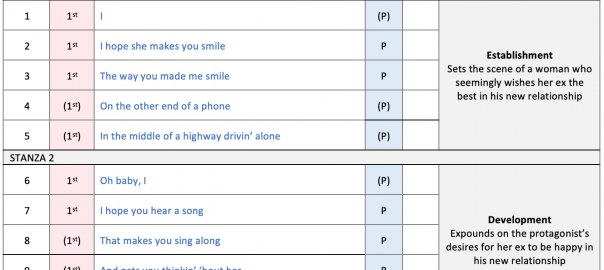 1 1st I (P)
2 1st I hope she makes you smile P
3 1st The way you made me smile P
4 (1st) On the other end of a phone (P)
5 (1st) In the middle of a highway drivin’ alone (P)
Establishment
Sets the scene of a woman who
seemingly wishes her ex the
best in his new relationship
STANZA 2
6 1st Oh baby, I (P)
7 1st I hope you hear a song P
8 (1st) That makes you sing along P
9 (1st) And gets you thinkin’ ‘bout her
Development
Expounds on the protagonist’s
desires for her ex to be happy in
his new relationship